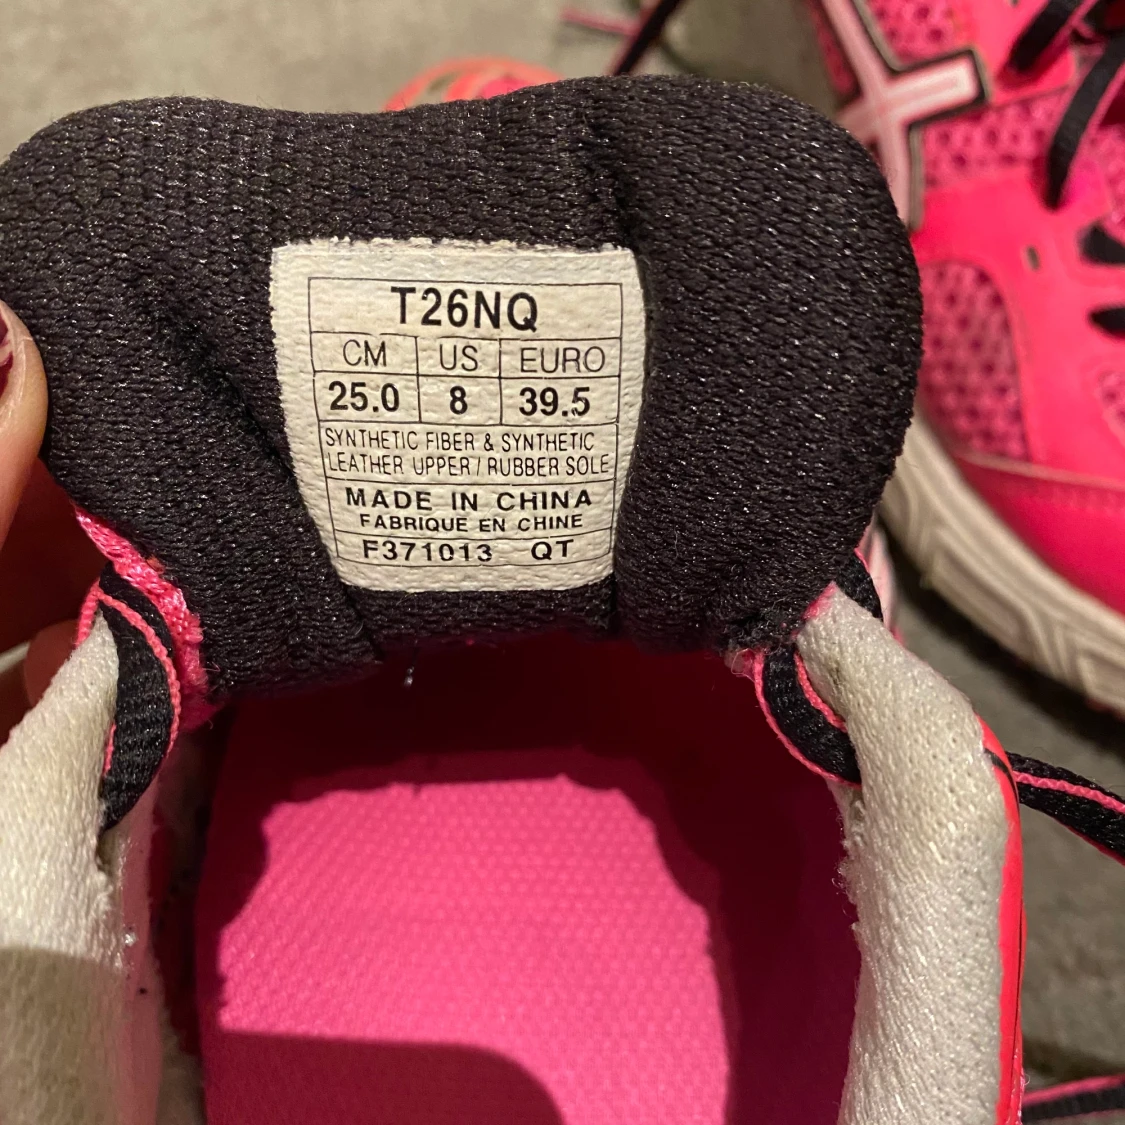 T26NQ
CM US EURO
25.0 8 39.5
SYNTHETIC FIBER & SYNTHETIC
LEATHER UPPER / RUBBER SOLE
MADE IN CHINA
FABRIQUE EN CHINE
F371013 QT